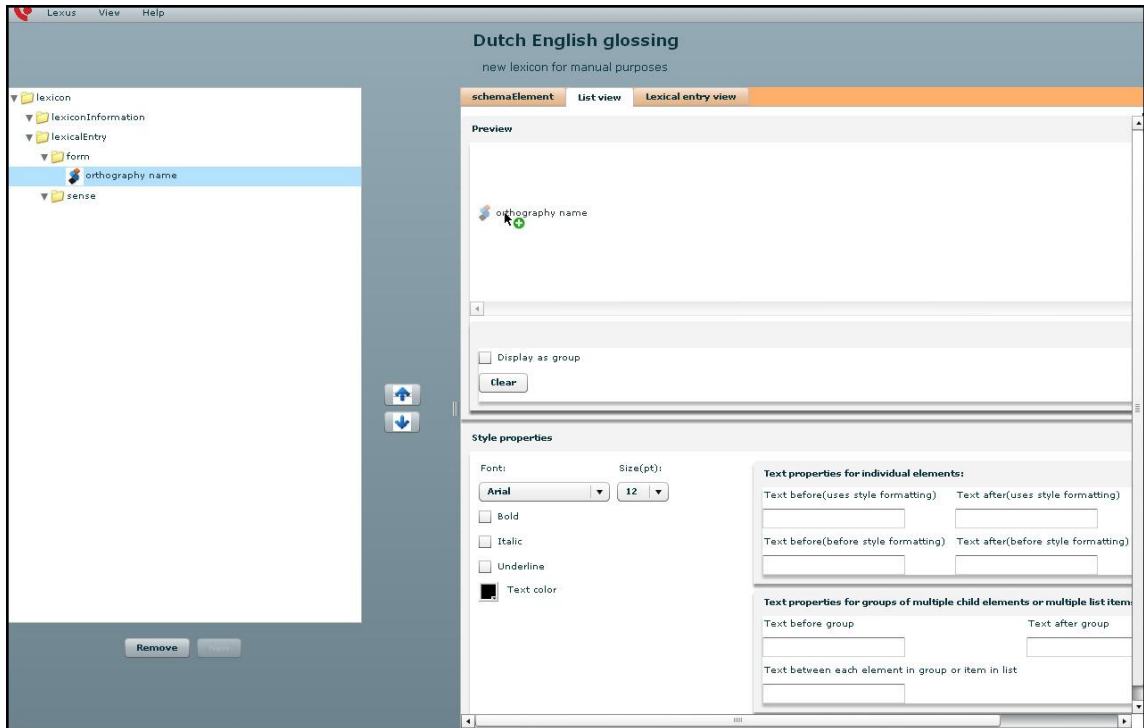 Lexus View Help
Dutch English glossing
new lexicon for manual purposes
lexicon
lexiconInformation
lexicalEntry
form
orthography name
sense
Remove
schemaElement List view Lexical entry view
Preview
orthography name
Display as group
Clear
Style properties
Font: Size(pt):
Arial 12
Bold
Italic
Underline
Text color
Text properties for individual elements:
Text before(uses style formatting) Text after(uses style formatting)
Text before(before style formatting) Text after(before style formatting)
Text properties for groups of multiple child elements or multiple list item
Text before group Text after group
Text between each element in group or item in list